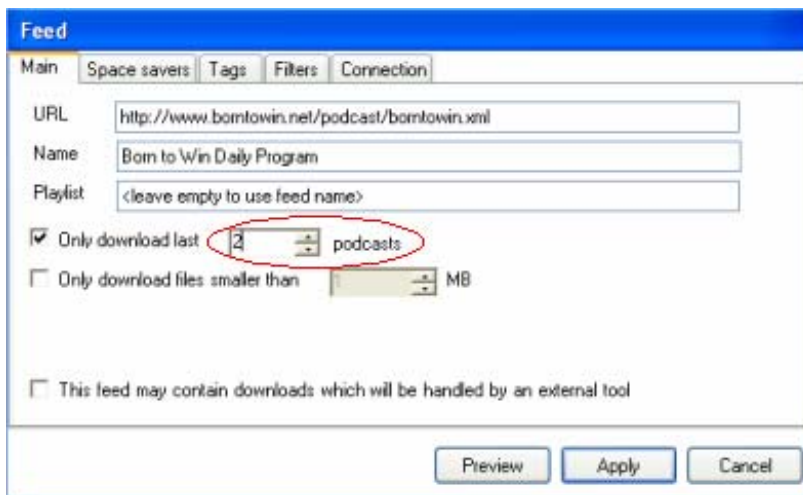 Feed
Main Space savers Tags Filters Connection
URL http://www.borntowin.net/podcast/borntowin.xml
Name Born to Win Daily Program
Playlist <leave empty to use feed name>
Only download last 2 podcasts
Only download files smaller than MB
This feed may contain downloads which will be handled by an external tool
Preview Apply Cancel